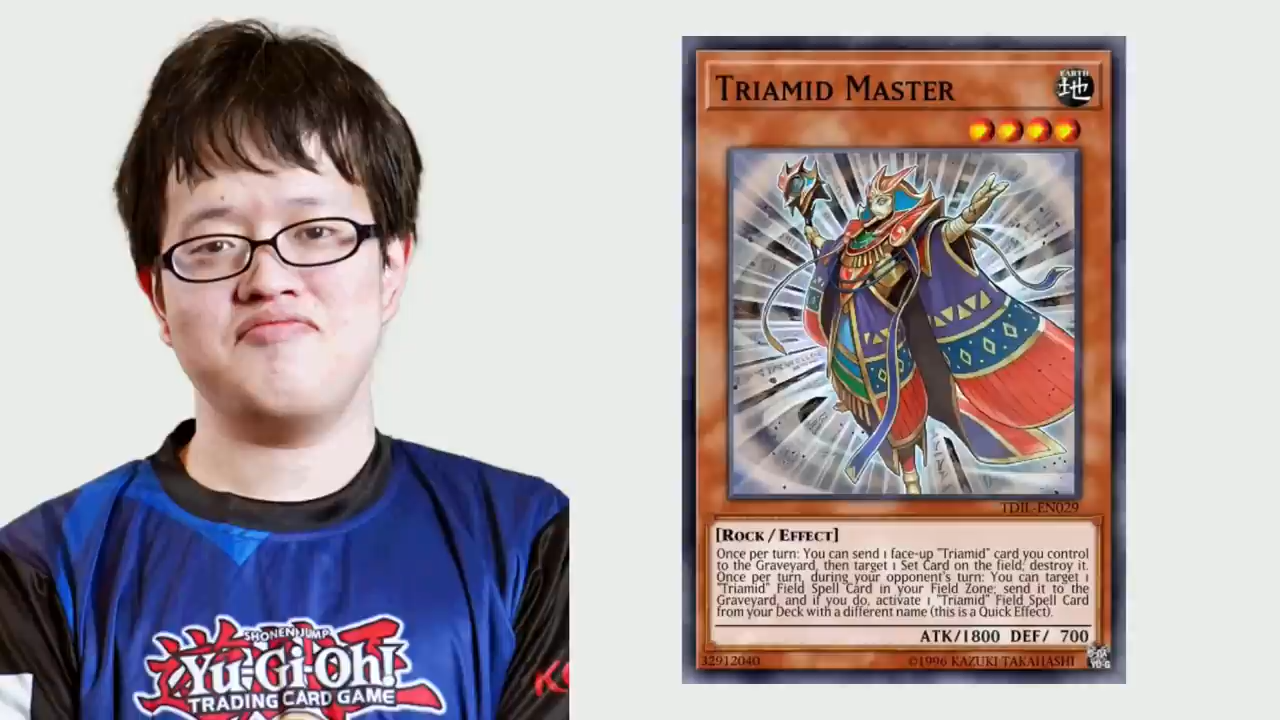 SHONEN JUMP
Yu-Gi-Oh!
TRADING CARD GAME
TRIAMID MASTER
EARTH
地
TDIL-EN029
[ROCK / EFFECT]
Once per turn: You can send 1 face-up "Triamid" card you control
to the Graveyard, then target 1 Set Card on the field; destroy it.
Once per turn, during your opponent's turn: You can target 1
"Triamid" Field Spell Card in your Field Zone; send it to the
Graveyard, and if you do, activate 1 "Triamid" Field Spell Card
from your Deck with a different name (this is a Quick Effect).
ATK/1800 DEF/ 700
32912040
©1996 KAZUKI TAKAHASHI